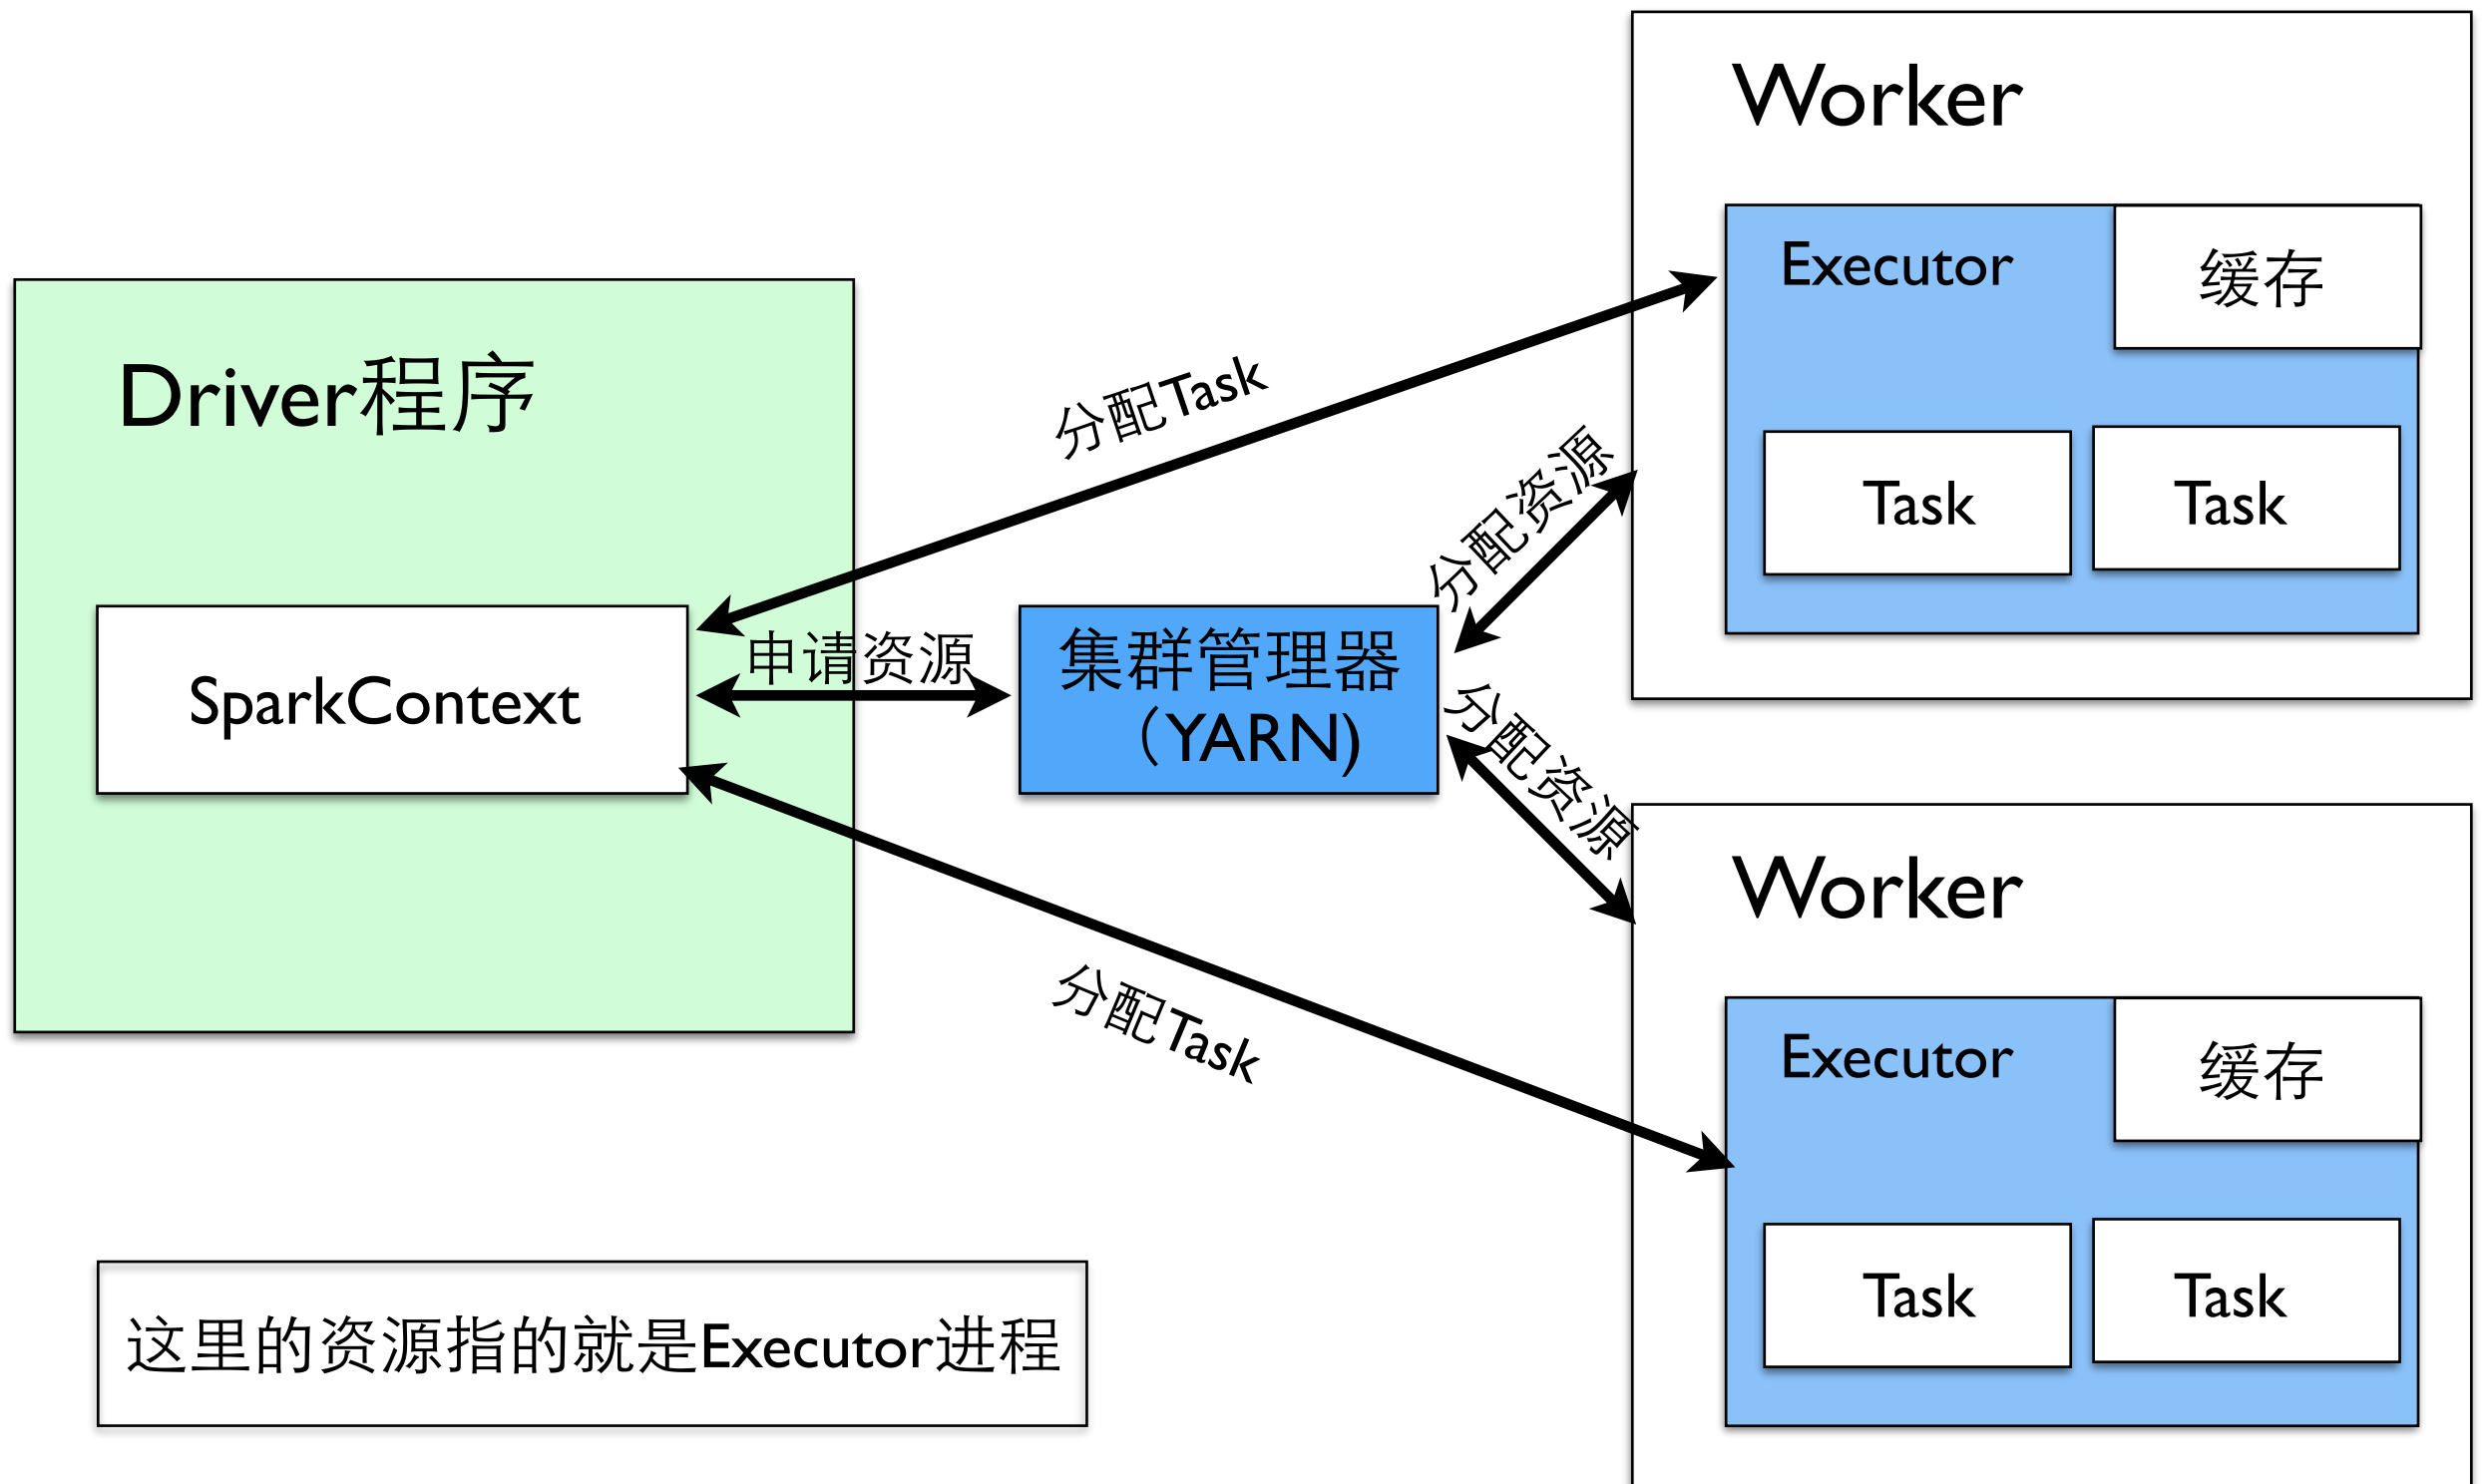 Driver程序
SparkContext
申请资源
分配Task
分配Task
集群管理器
（YARN）
分配资源
分配资源
Worker
Executor
缓存
Task
Task
Worker
Executor
缓存
Task
Task
这里的资源指的就是Executor进程